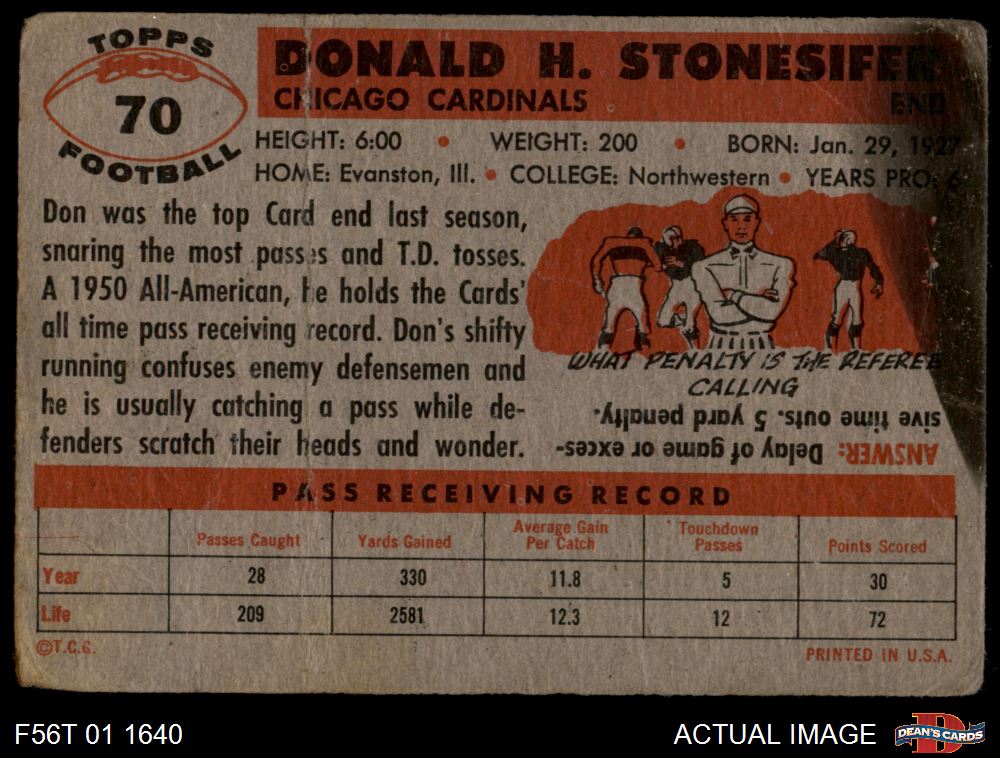 TOPPS
70
FOOTBALL
DONALD H. STONESIFER
CHICAGO CARDINALS END
HEIGHT: 6:00 • WEIGHT: 200 • BORN: Jan. 29, 1927
HOME: Evanston, Ill. • COLLEGE: Northwestern • YEARS PRO: 6
Don was the top Card end last season,
snaring the most passes and T.D. tosses.
A 1950 All-American, he holds the Cards'
all time pass receiving record. Don's shifty
running confuses enemy defensemen and
he is usually catching a pass while de-
fenders scratch their heads and wonder.
WHAT PENALTY IS THE REFEREE
CALLING
ANSWER: Delay of game or exces-
sive time outs. 5 yard penalty.
PASS RECEIVING RECORD
Passes Caught Yards Gained Average Gain Per Catch Touchdown Passes Points Scored
Year 28 330 11.8 5 30
Life 209 2581 12.3 12 72
©T.C.G. PRINTED IN U.S.A.
F56T 01 1640 ACTUAL IMAGE DEAN'S CARDS